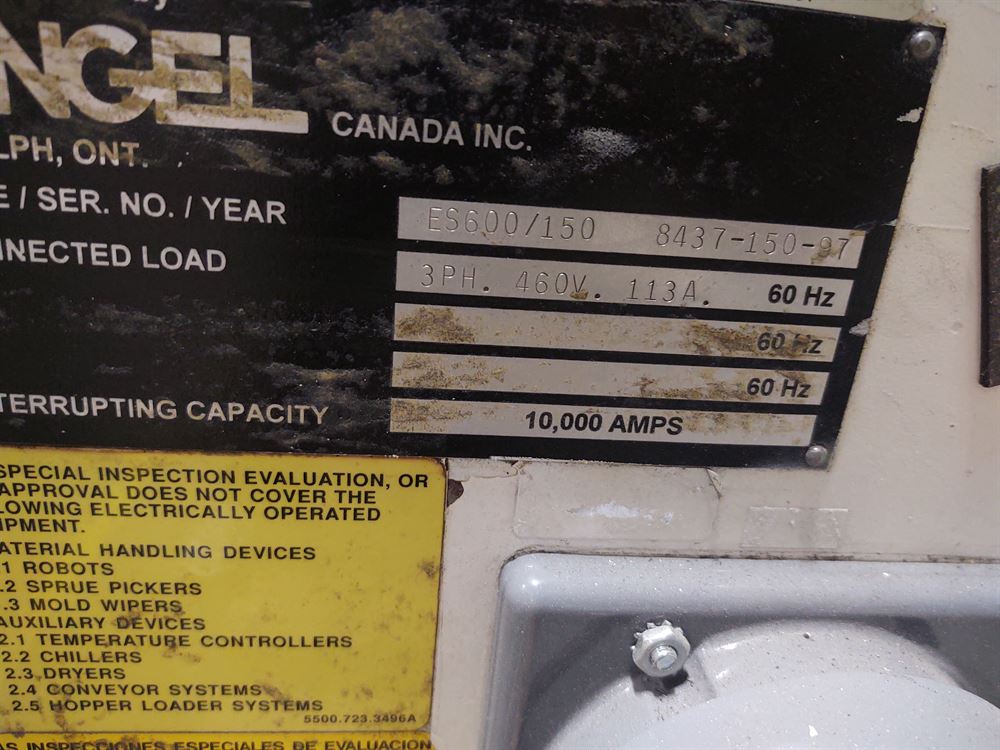 by
NGEL
CANADA INC.
LPH, ONT.
E / SER. NO. / YEAR ES600/150 8437-150-97
NNECTED LOAD 3PH. 460V. 113A. 60 Hz
60 Hz
60 Hz
TERRUPTING CAPACITY 10,000 AMPS
SPECIAL INSPECTION EVALUATION, OR
APPROVAL DOES NOT COVER THE
LOWING ELECTRICALLY OPERATED
IPMENT.
ATERIAL HANDLING DEVICES
.1 ROBOTS
.2 SPRUE PICKERS
.3 MOLD WIPERS
AUXILIARY DEVICES
2.1 TEMPERATURE CONTROLLERS
2.2 CHILLERS
2.3 DRYERS
2.4 CONVEYOR SYSTEMS
2.5 HOPPER LOADER SYSTEMS
5500.723.3496A
AS INSPECCIONES ESPECIALES DE EVALUACION